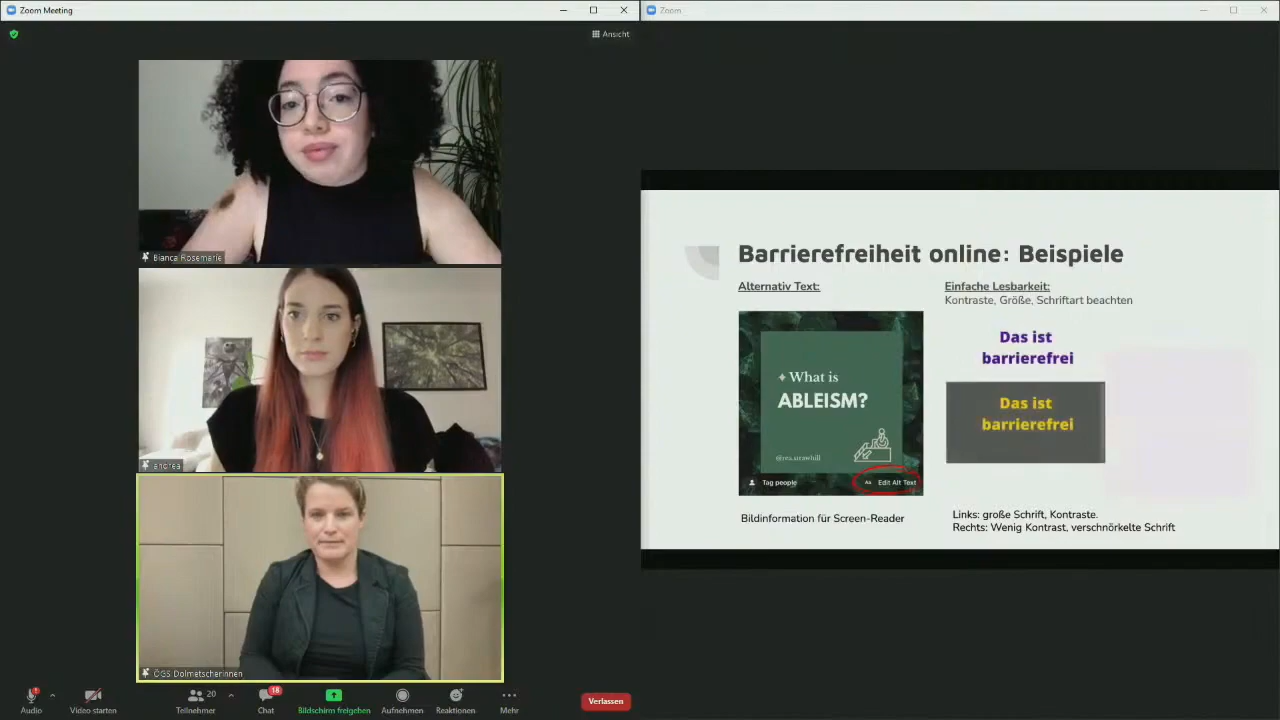 Zoom Meeting
Ansicht
Bianca Rosemarie
andrea
ÖGS Dolmetscherinnen
Audio
Video starten
20
Teilnehmer
18
Chat
Bildschirm freigeben
Aufnehmen
Reaktionen
Mehr
Verlassen
Zoom
Barrierefreiheit online: Beispiele
Alternativ Text:
What is
ABLEISM?
Tag people
Aa Edit Alt Text
Bildinformation für Screen-Reader
Einfache Lesbarkeit:
Kontraste, Größe, Schriftart beachten
Das ist
barrierefrei
Das ist
barrierefrei
Links: große Schrift, Kontraste.
Rechts: Wenig Kontrast, verschnörkelte Schrift